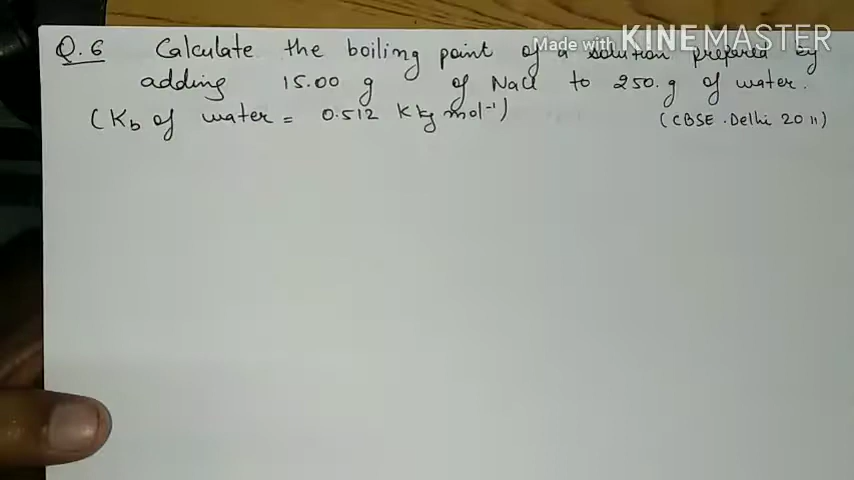 Q.6 Calculate the boiling point of a solution prepared by
Made with KINEMASTER
adding 15.00 g of NaCl to 250.g of water.
(Kb of water = 0.512 K kg mol⁻¹)
(CBSE.Delhi 2011)